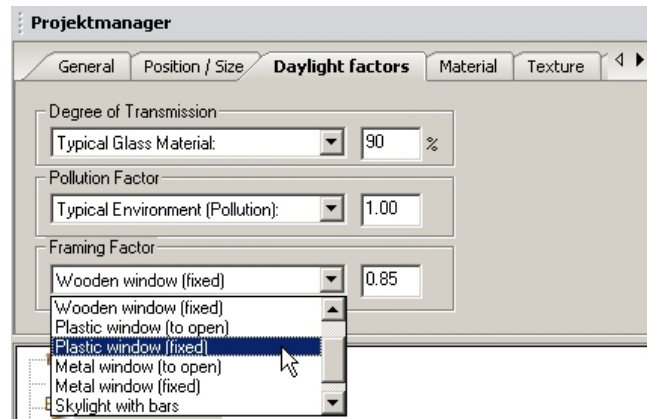 Projektmanager
General Position / Size Daylight factors Material Texture
Degree of Transmission
Typical Glass Material: 90 %
Pollution Factor
Typical Environment (Pollution): 1.00
Framing Factor
Wooden window (fixed) 0.85
Wooden window (fixed)
Plastic window (to open)
Plastic window (fixed)
Metal window (to open)
Metal window (fixed)
Skylight with bars